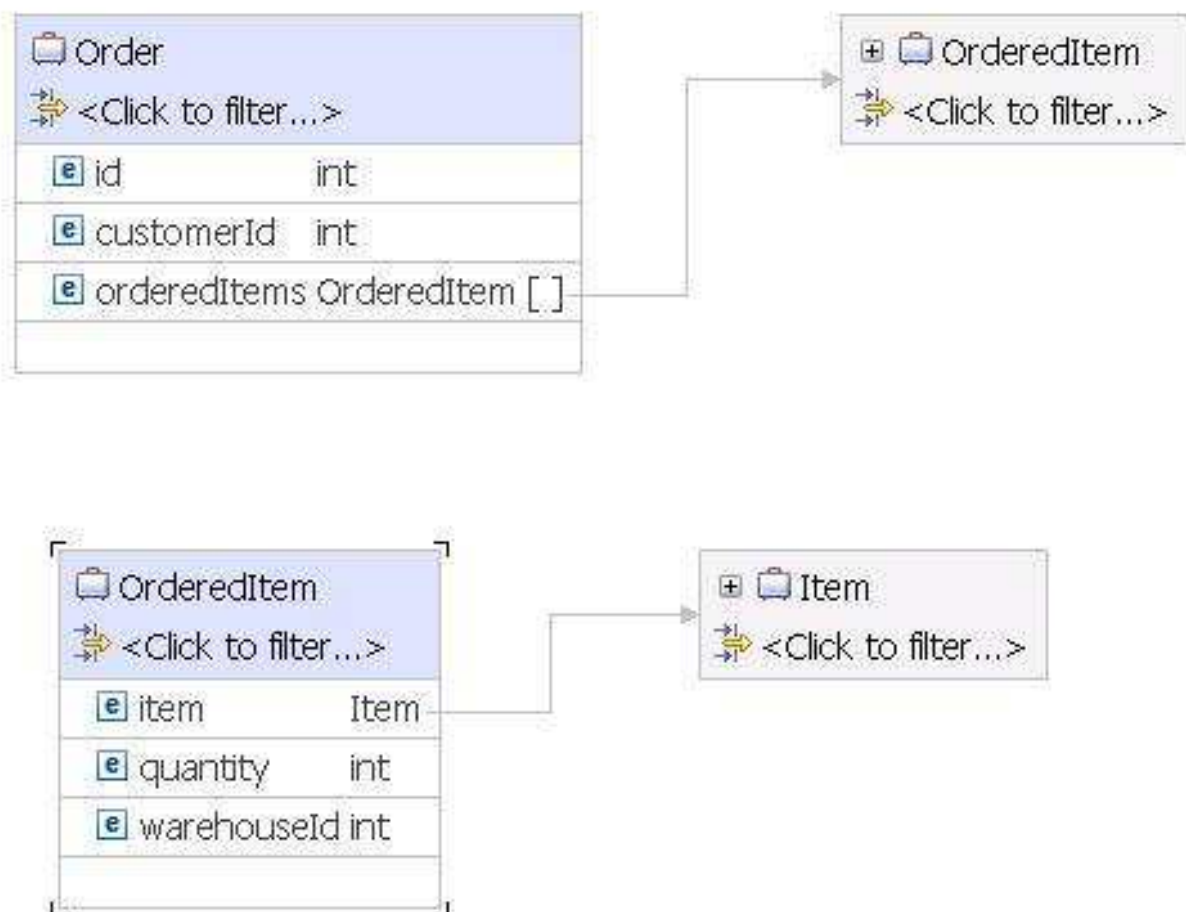 Order
<Click to filter...>
e id int
e customerId int
e orderedItems OrderedItem []
OrderedItem
<Click to filter...>
OrderedItem
<Click to filter...>
e item Item
e quantity int
e warehouseId int
Item
<Click to filter...>